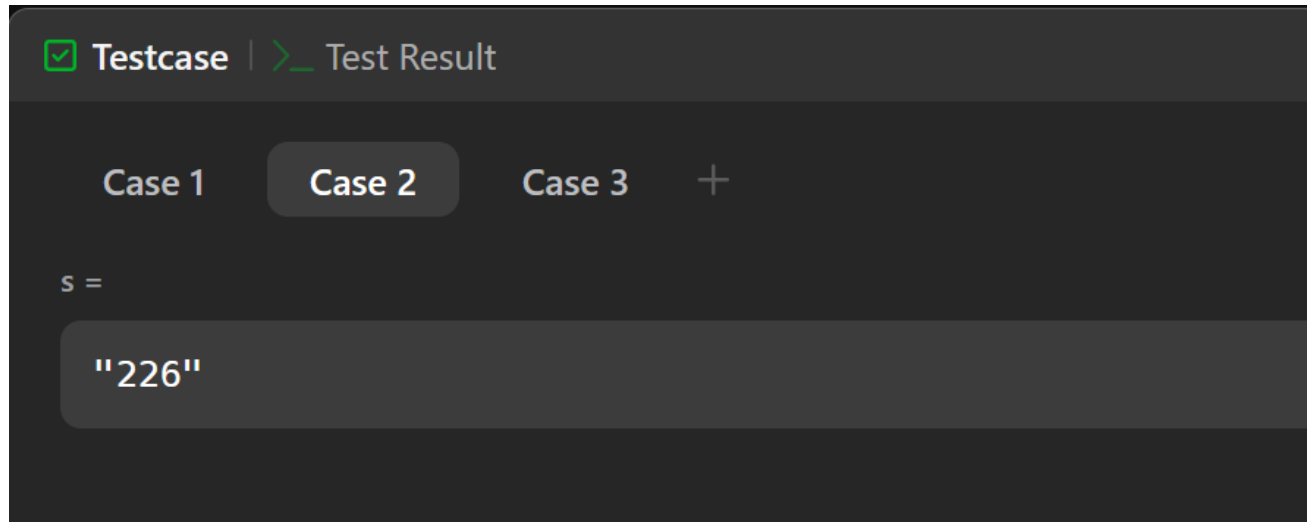 Testcase Test Result
Case 1 Case 2 Case 3 +
s =
"226"